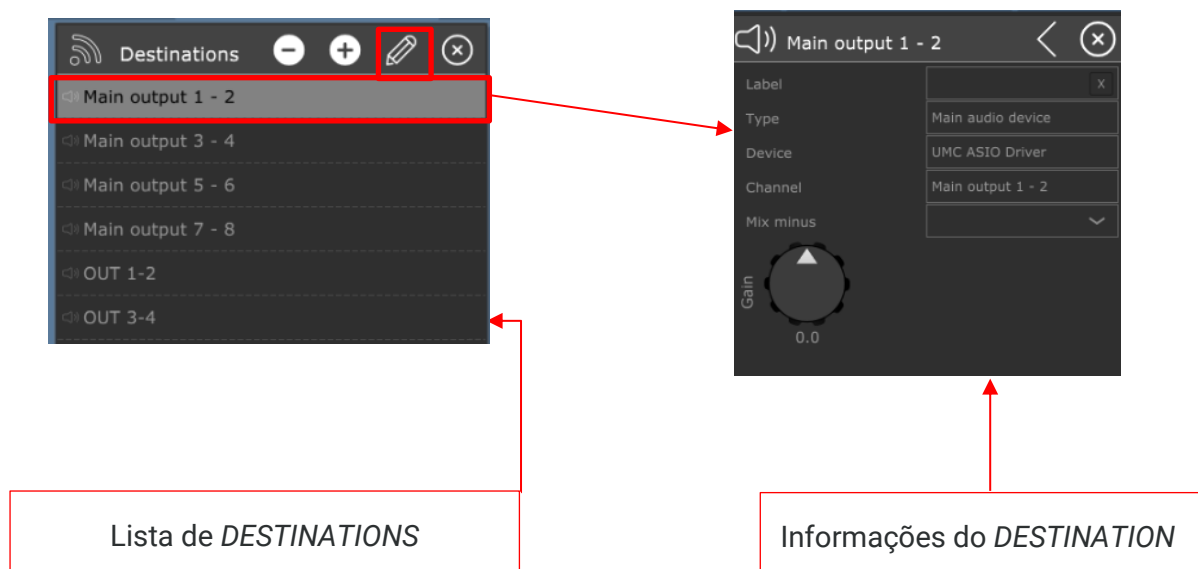 Destinations
Main output 1 - 2
Main output 3 - 4
Main output 5 - 6
Main output 7 - 8
OUT 1-2
OUT 3-4
Main output 1 - 2
Label X
Type Main audio device
Device UMC ASIO Driver
Channel Main output 1 - 2
Mix minus
Gain
0.0
Lista de DESTINATIONS
Informações do DESTINATION